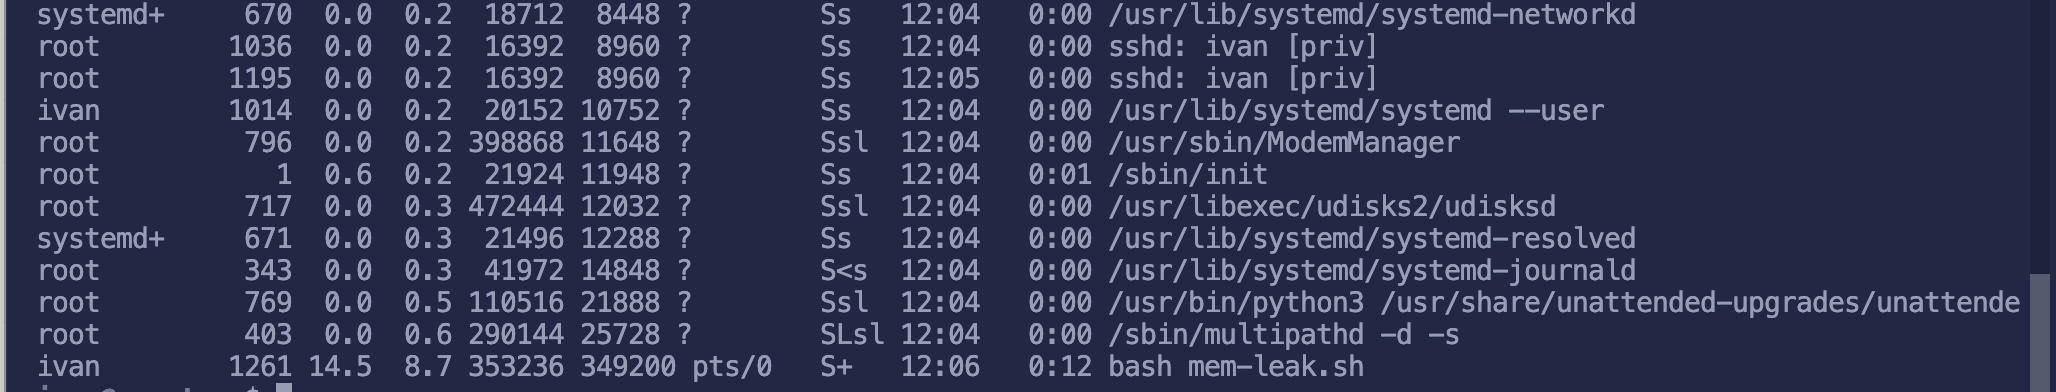 systemd+ 670 0.0 0.2 18712 8448 ? Ss 12:04 0:00 /usr/lib/systemd/systemd-networkd
root 1036 0.0 0.2 16392 8960 ? Ss 12:04 0:00 sshd: ivan [priv]
root 1195 0.0 0.2 16392 8960 ? Ss 12:05 0:00 sshd: ivan [priv]
ivan 1014 0.0 0.2 20152 10752 ? Ss 12:04 0:00 /usr/lib/systemd/systemd --user
root 796 0.0 0.2 398868 11648 ? Ssl 12:04 0:00 /usr/sbin/ModemManager
root 1 0.6 0.2 21924 11948 ? Ss 12:04 0:01 /sbin/init
root 717 0.0 0.3 472444 12032 ? Ssl 12:04 0:00 /usr/libexec/udisks2/udisksd
systemd+ 671 0.0 0.3 21496 12288 ? Ss 12:04 0:00 /usr/lib/systemd/systemd-resolved
root 343 0.0 0.3 41972 14848 ? S<s 12:04 0:00 /usr/lib/systemd/systemd-journald
root 769 0.0 0.5 110516 21888 ? Ssl 12:04 0:00 /usr/bin/python3 /usr/share/unattended-upgrades/unattende
root 403 0.0 0.6 290144 25728 ? SLsl 12:04 0:00 /sbin/multipathd -d -s
ivan 1261 14.5 8.7 353236 349200 pts/0 S+ 12:06 0:12 bash mem-leak.sh